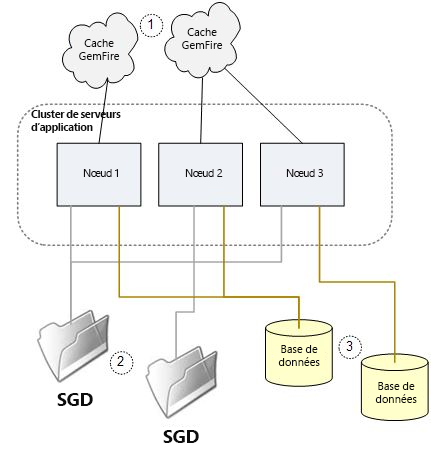 Cache
GemFire
1
Cache
GemFire
Cluster de serveurs
d'application
Nœud 1
Nœud 2
Nœud 3
SGD
2
SGD
Base de
données
3
Base de
données